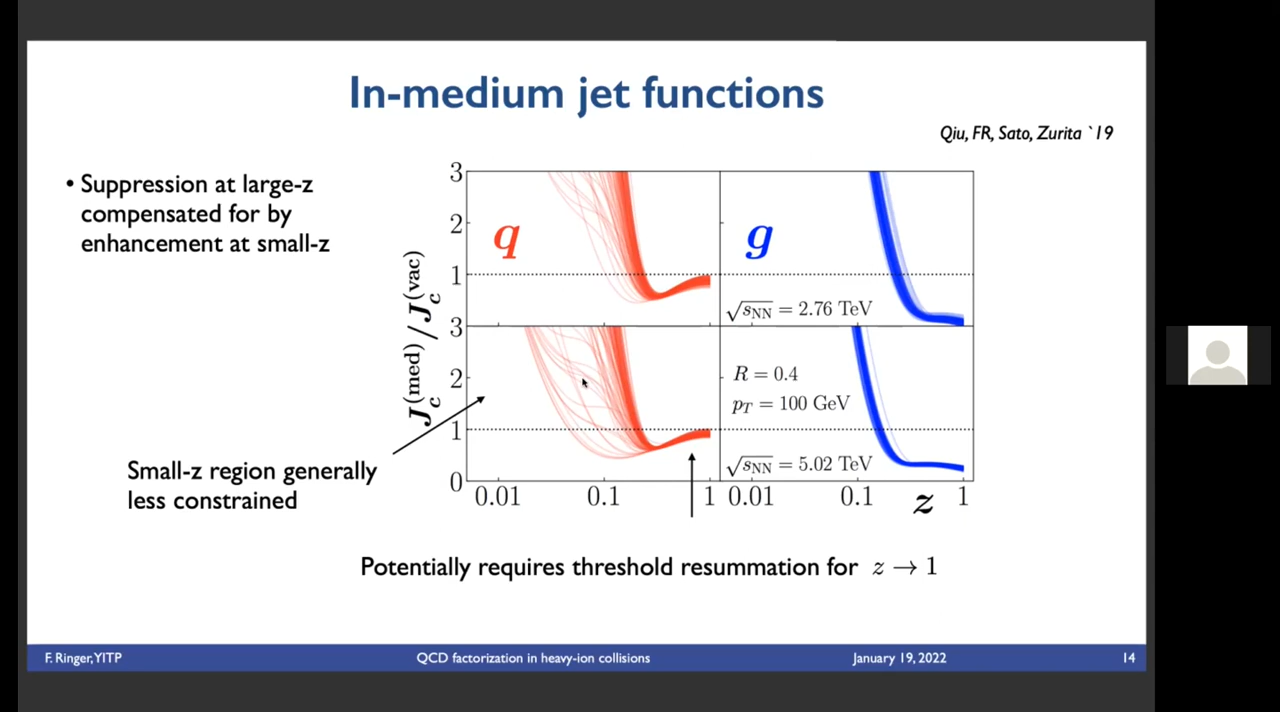 In-medium jet functions
Qiu, FR, Sato, Zurita `19
• Suppression at large-z
compensated for by
enhancement at small-z
J_c^(med) / J_c^(vac)
3
2
1
3
2
1
0
q
g
√s_NN = 2.76 TeV
R = 0.4
p_T = 100 GeV
√s_NN = 5.02 TeV
0.01 0.1 1 0.01 0.1 z 1
Small-z region generally
less constrained
Potentially requires threshold resummation for z → 1
F. Ringer, YITP QCD factorization in heavy-ion collisions January 19, 2022 14